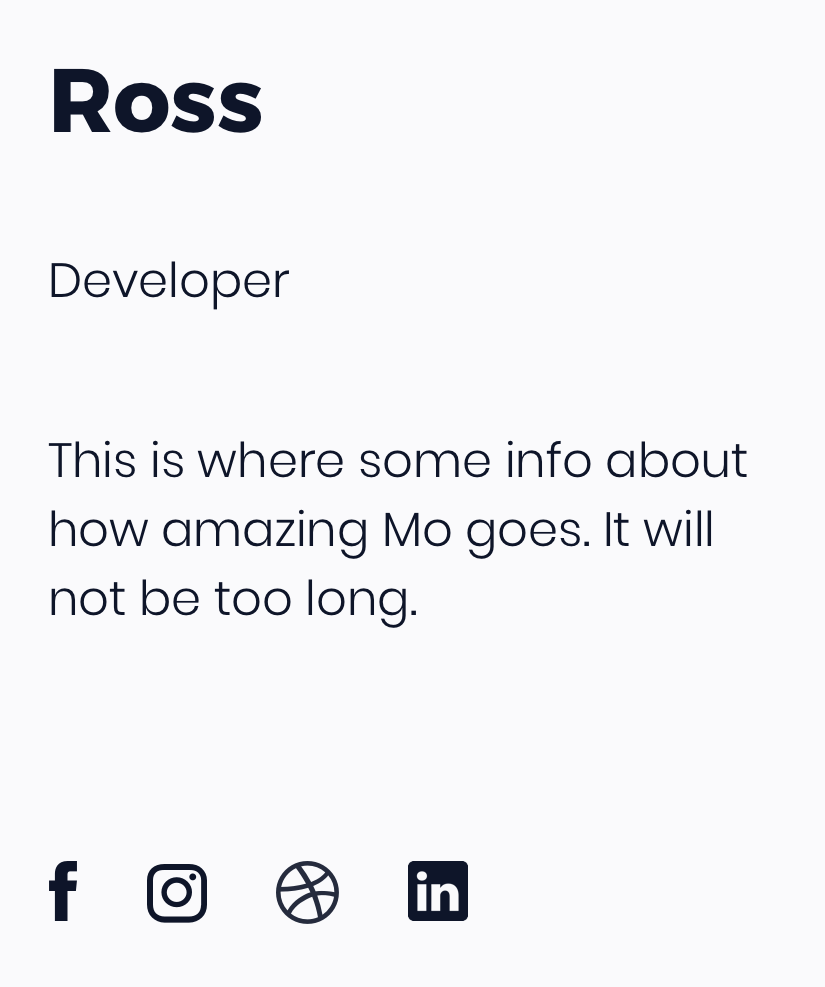 Ross
Developer
This is where some info about
how amazing Mo goes. It will
not be too long.
f
in